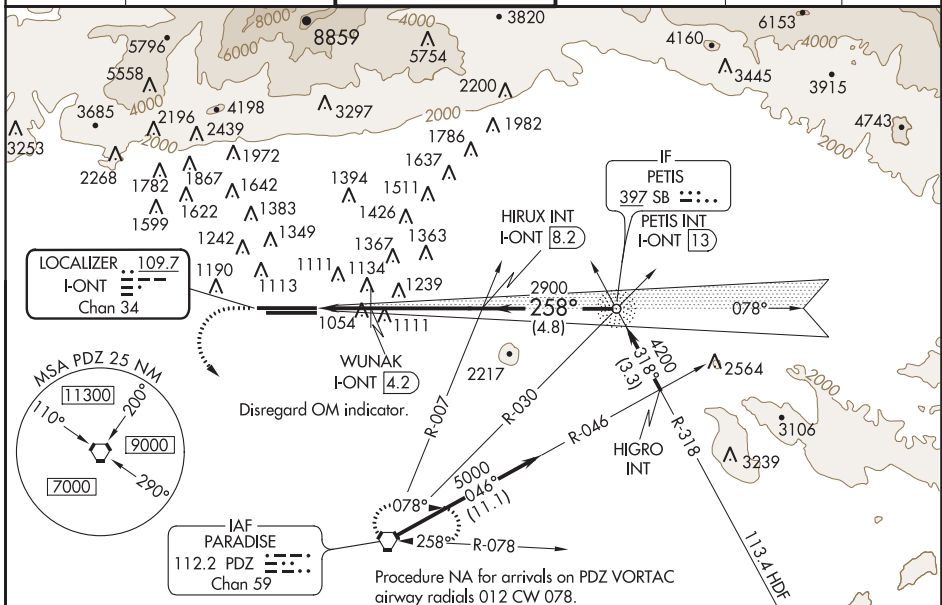 8000
8859
4000
3820
6153
5796
6000
5754
4160
4000
5558
3445
3915
4000
2200
3685
4198
3297
2000
4743
3253
2196
2439
1982
2000
1786
2000
2268
1972
1637
1782
1867
1642
1394
1511
IF
PETIS
397 SB
1599
1622
1383
1426
HIRUX INT
I-ONT 8.2
PETIS INT
I-ONT 13
1242
1349
1367
1363
LOCALIZER 109.7
I-ONT
Chan 34
1190
1113
1111
1134
1239
2900
258°
(4.8)
078°
1054
1111
WUNAK
I-ONT 4.2
2217
4200
318°
(3.3)
2564
2000
MSA PDZ 25 NM
11300
110°
200°
9000
7000
290°
Disregard OM indicator.
R-007
R-030
R-046
HIGRO
INT
R-318
3106
3239
5000
046°
(11.1)
078°
IAF
PARADISE
112.2 PDZ
Chan 59
258°
R-078
113.4 HDF
Procedure NA for arrivals on PDZ VORTAC
airway radials 012 CW 078.